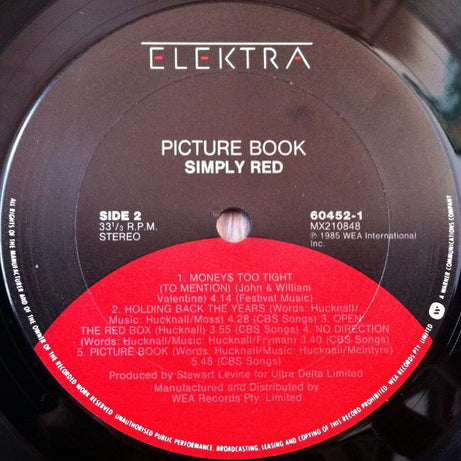 ELEKTRA
PICTURE BOOK
SIMPLY RED
SIDE 2
33 1/3 R.P.M.
STEREO
60452-1
MX210848
℗ 1985 WEA International
Inc.
1. MONEY$ TOO TIGHT
(TO MENTION) (John & William
Valentine) 4.14 (Festival Music)
2. HOLDING BACK THE YEARS (Words: Hucknall/
Music: Hucknall/Moss) 4.28 (CBS Songs) 3. OPEN
THE RED BOX (Hucknall) 3.55 (CBS Songs) 4. NO DIRECTION
(Words: Hucknall/Music: Hucknall/Fryman) 3.40 (CBS Songs)
5. PICTURE BOOK (Words: Hucknall/Music: Hucknall/McIntyre)
5.48 (CBS Songs)
Produced by Stewart Levine for Ultra Delta Limited
Manufactured and Distributed by
WEA Records Pty. Limited
ALL RIGHTS OF THE MANUFACTURER AND OF THE OWNER OF THE RECORDED WORK RESERVED. UNAUTHORISED PUBLIC PERFORMANCE, BROADCASTING, LEASING AND COPYING OF THIS RECORD PROHIBITED. WEA RECORDS PTY. LIMITED
A WARNER COMMUNICATIONS COMPANY